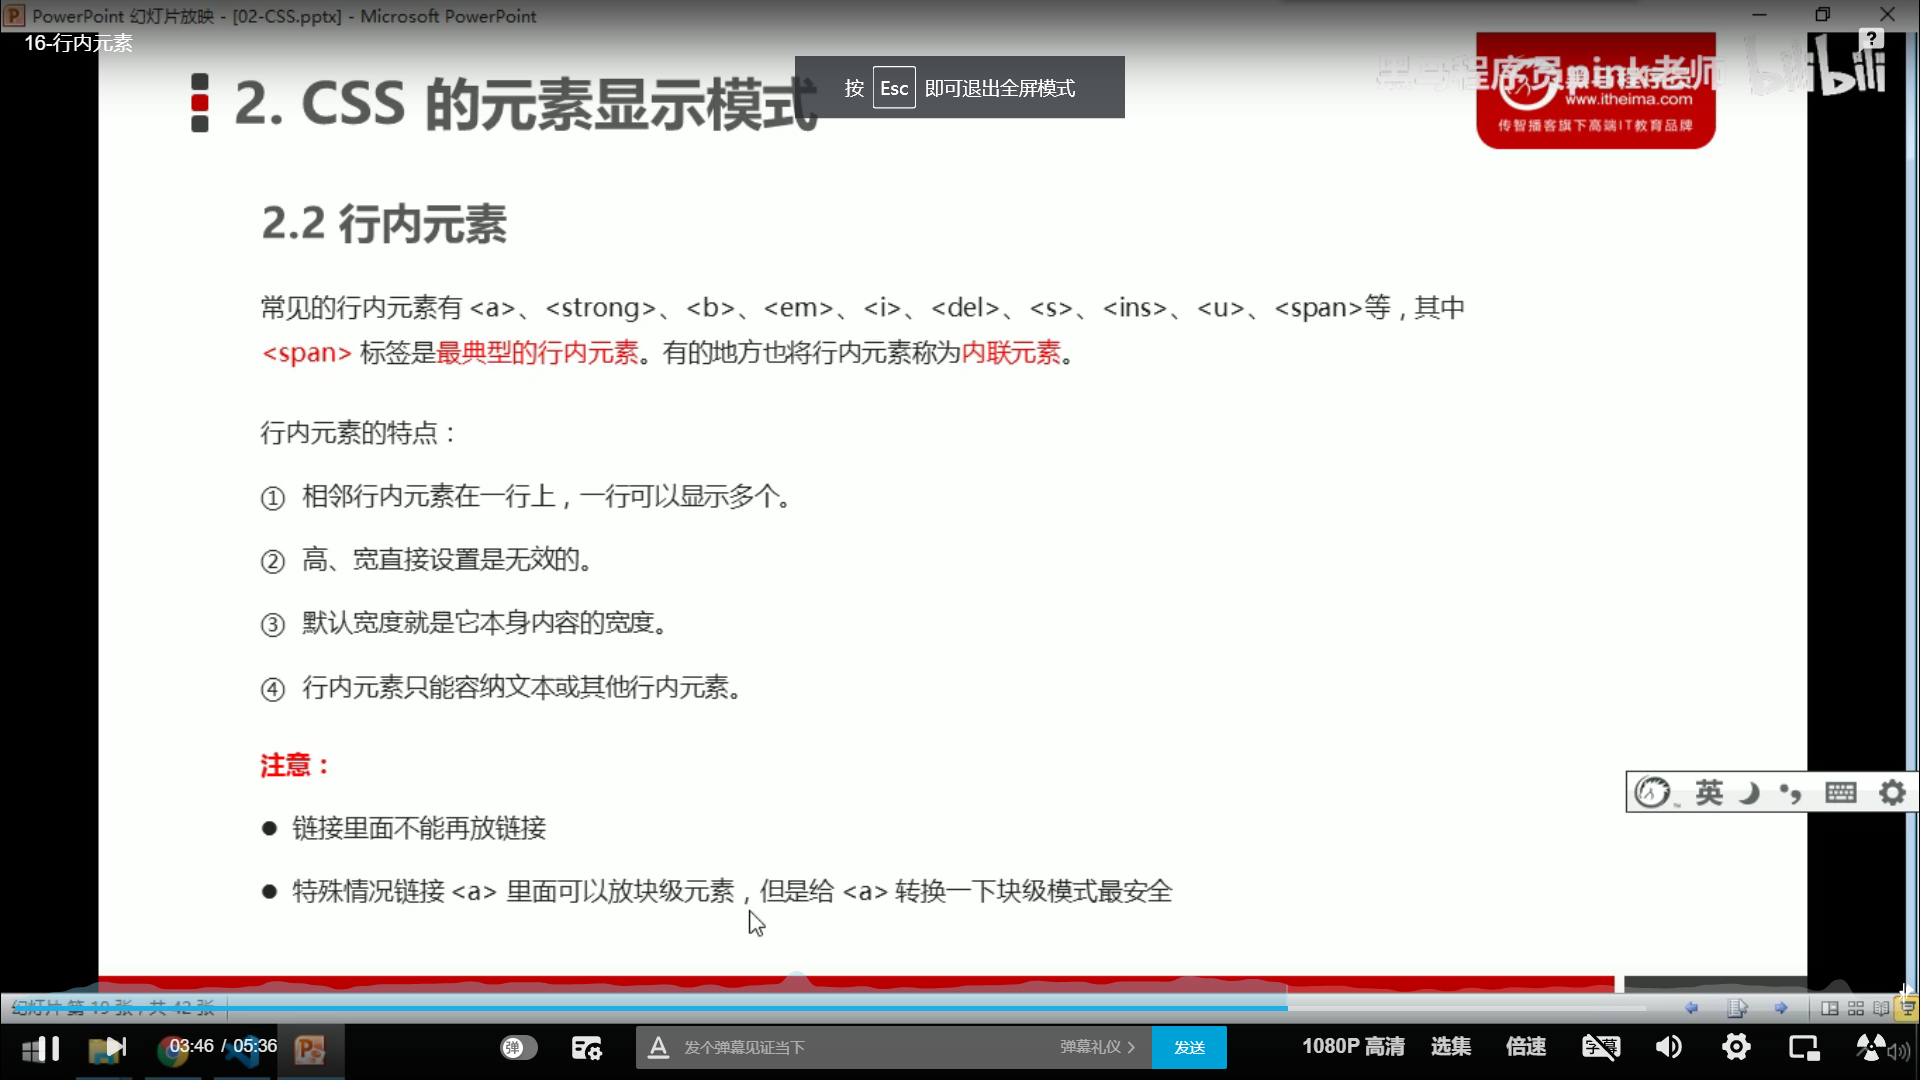 PowerPoint 幻灯片放映 - [02-CSS.pptx] - Microsoft PowerPoint
16-行内元素
?
按 Esc 即可退出全屏模式
2. CSS 的元素显示模式
黑马程序员pink老师
bilibili
www.itheima.com
传智播客旗下高端IT教育品牌
2.2 行内元素
常见的行内元素有 <a>、<strong>、<b>、<em>、<i>、<del>、<s>、<ins>、<u>、<span>等，其中
<span> 标签是最典型的行内元素。有的地方也将行内元素称为内联元素。
行内元素的特点：
① 相邻行内元素在一行上，一行可以显示多个。
② 高、宽直接设置是无效的。
③ 默认宽度就是它本身内容的宽度。
④ 行内元素只能容纳文本或其他行内元素。
注意：
英
● 链接里面不能再放链接
● 特殊情况链接 <a> 里面可以放块级元素，但是给 <a> 转换一下块级模式最安全
幻灯片 第 19 张，共 42 张
03:46 / 05:36
弹
A 发个弹幕见证当下
弹幕礼仪 >
发送
1080P 高清
选集
倍速
字幕